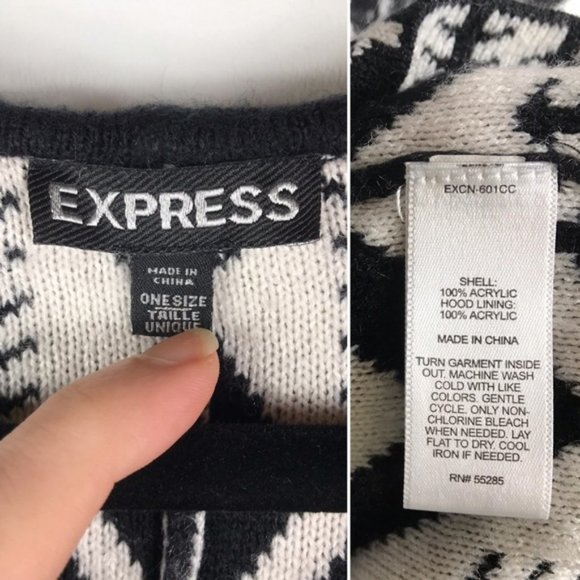 EXPRESS
MADE IN
CHINA
ONE SIZE
TAILLE
UNIQUE
EXCN-601CC
SHELL:
100% ACRYLIC
HOOD LINING:
100% ACRYLIC
MADE IN CHINA
TURN GARMENT INSIDE
OUT. MACHINE WASH
COLD WITH LIKE
COLORS. GENTLE
CYCLE. ONLY NON-
CHLORINE BLEACH
WHEN NEEDED. LAY
FLAT TO DRY. COOL
IRON IF NEEDED.
RN# 55285